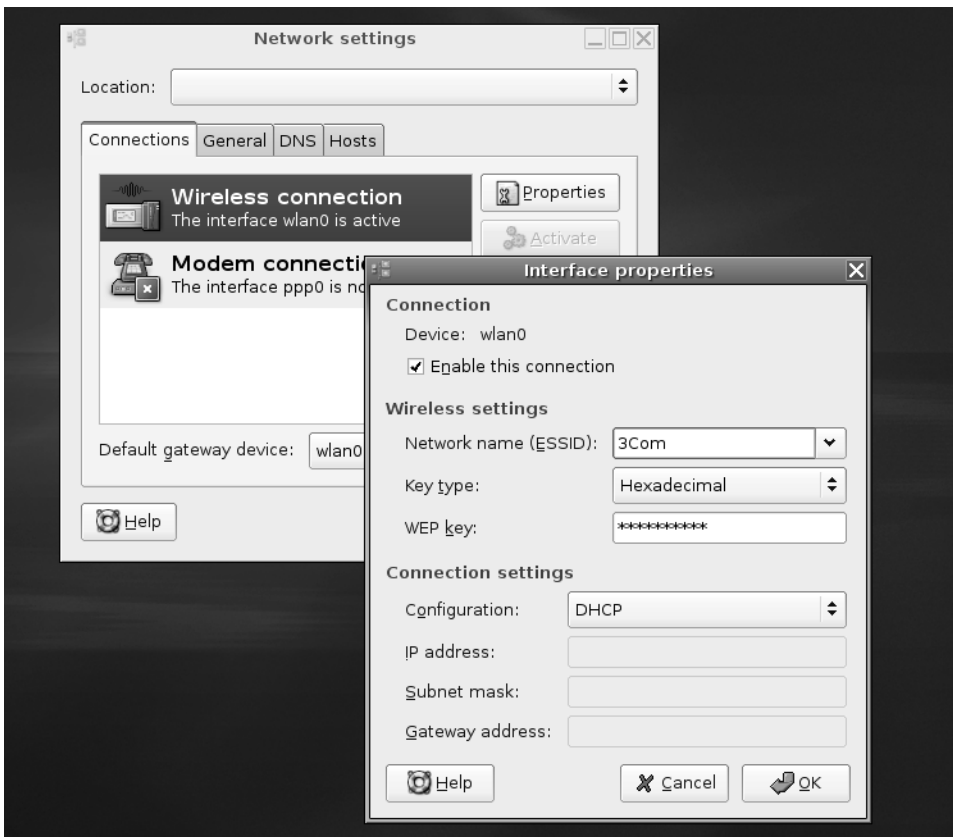 Network settings
Location:
Connections General DNS Hosts
Wireless connection
The interface wlan0 is active
Properties
Activate
Modem connecti
The interface ppp0 is no
Default gateway device: wlan0
Help
Interface properties
Connection
Device: wlan0
Enable this connection
Wireless settings
Network name (ESSID): 3Com
Key type: Hexadecimal
WEP key: **********
Connection settings
Configuration: DHCP
IP address:
Subnet mask:
Gateway address:
Help Cancel OK